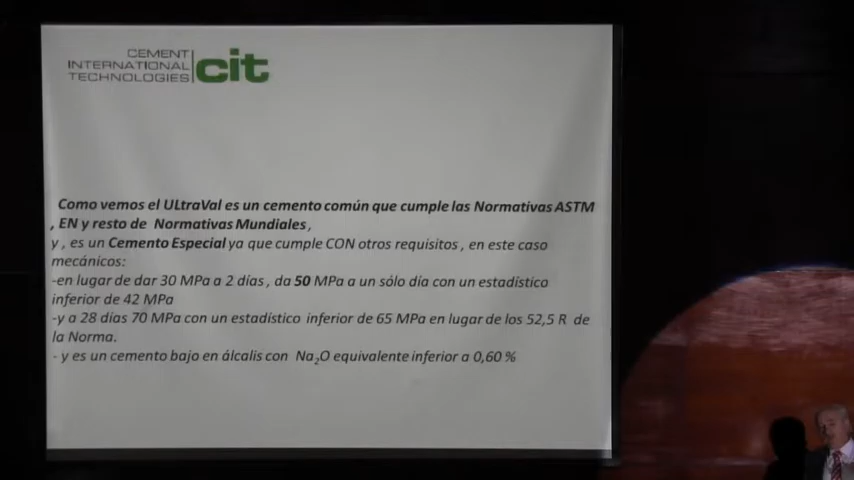 CEMENT
INTERNATIONAL
TECHNOLOGIES
cit
Como vemos el ULtraVal es un cemento común que cumple las Normativas ASTM
, EN y resto de Normativas Mundiales,
y , es un Cemento Especial ya que cumple CON otros requisitos , en este caso
mecánicos:
-en lugar de dar 30 MPa a 2 días , da 50 MPa a un sólo día con un estadístico
inferior de 42 MPa
-y a 28 días 70 MPa con un estadístico inferior de 65 MPa en lugar de los 52,5 R de
la Norma.
- y es un cemento bajo en álcalis con Na₂O equivalente inferior a 0,60 %